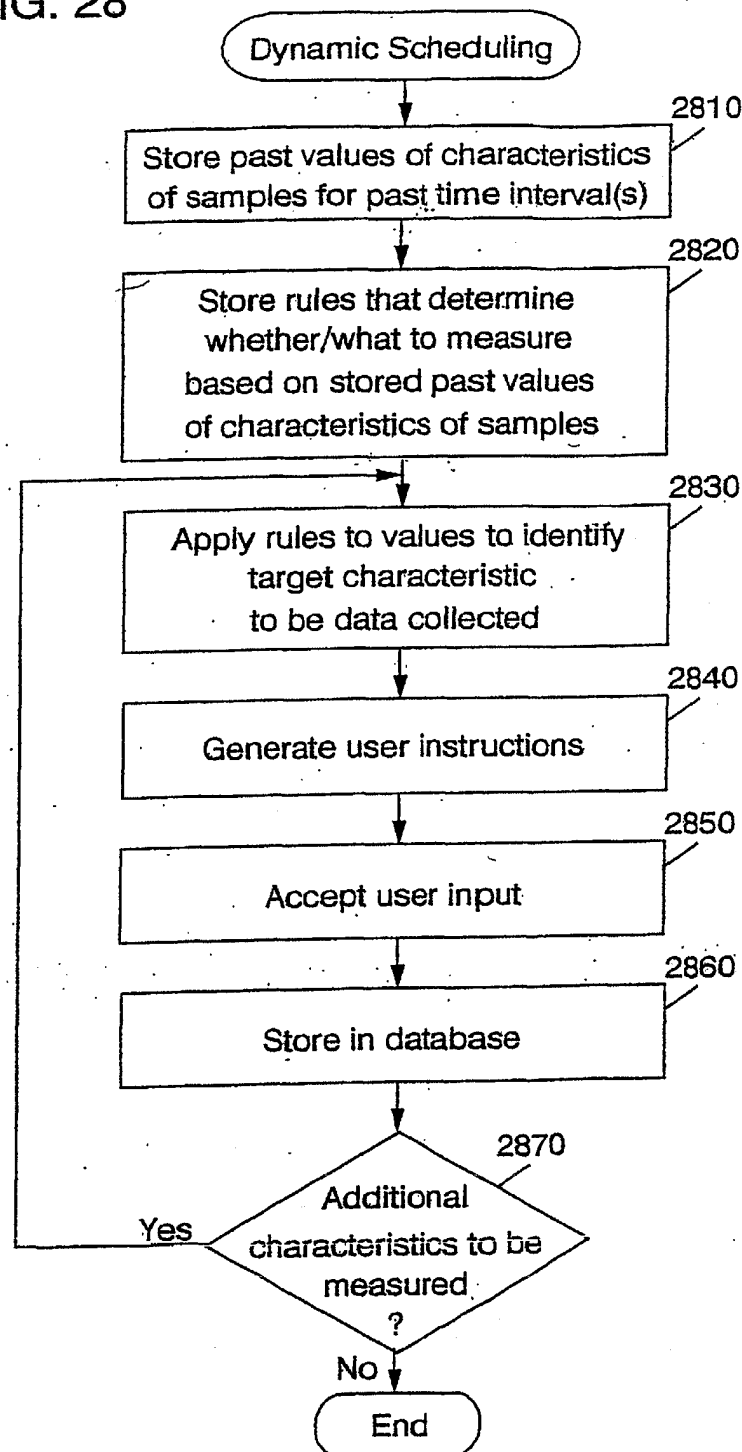 FIG. 28
Dynamic Scheduling
2810
Store past values of characteristics
of samples for past time interval(s)
2820
Store rules that determine
whether/what to measure
based on stored past values
of characteristics of samples
2830
Apply rules to values to identify
target characteristic
to be data collected
2840
Generate user instructions
2850
Accept user input
2860
Store in database
2870
Additional
characteristics to be
measured
?
Yes
No
End